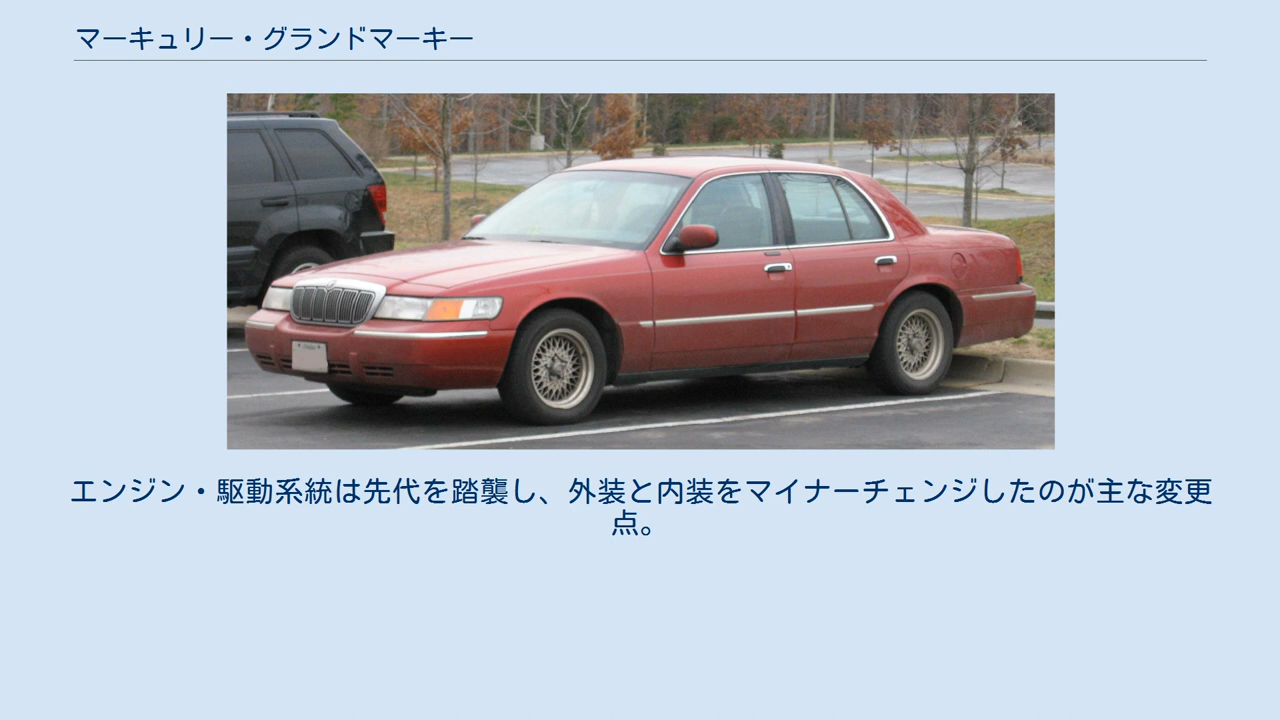 マーキュリー・グランドマーキー
エンジン・駆動系統は先代を踏襲し、外装と内装をマイナーチェンジしたのが主な変更
点。